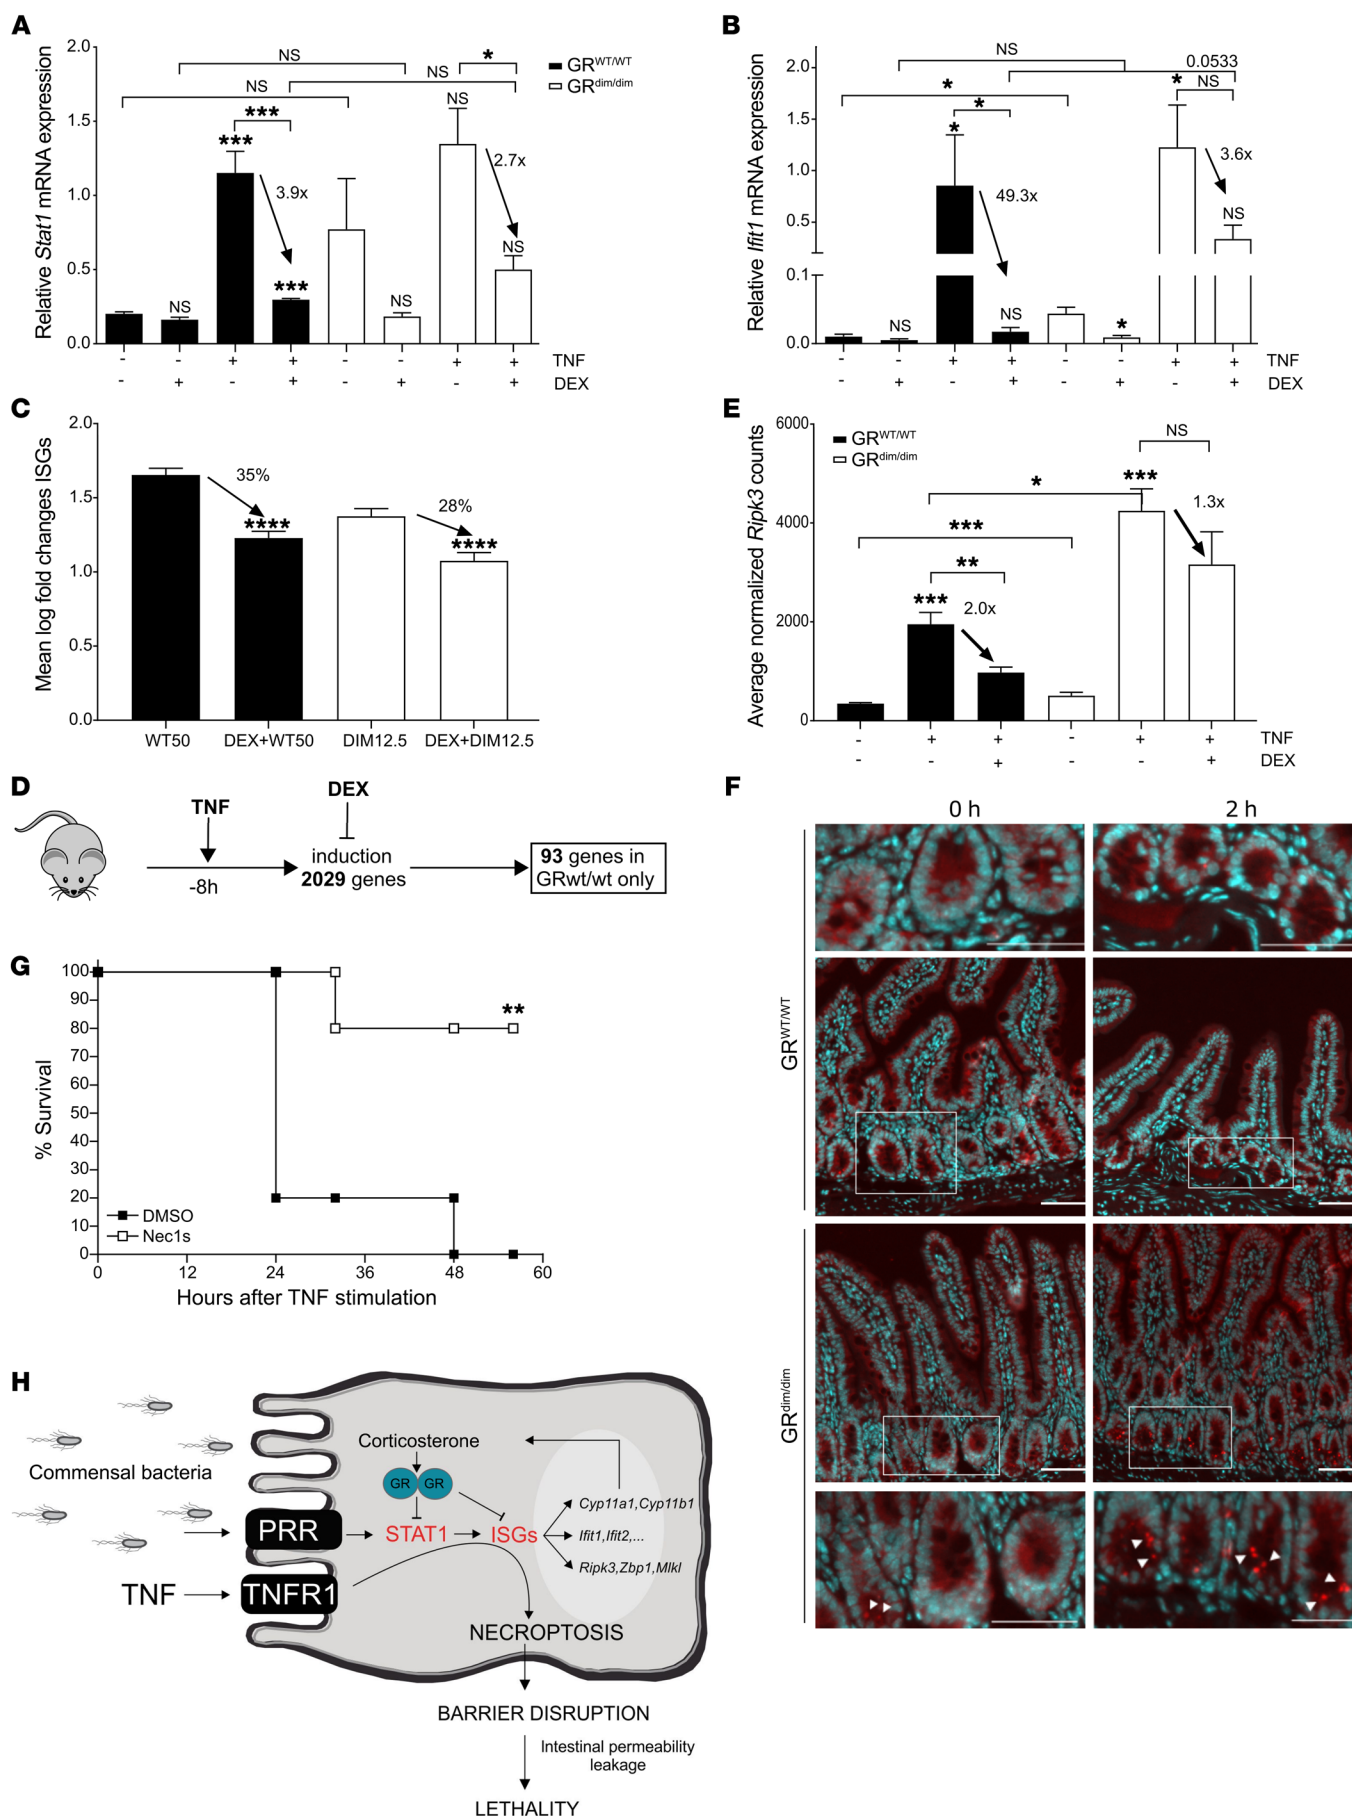 A
Relative Stat1 mRNA expression
2.0
1.5
1.0
0.5
0.0
NS
NS
NS
*
***
***
NS
***
NS
NS
NS
3.9x
2.7x
GRWT/WT
GRdim/dim
- - + + - - + + TNF
- + - + - + - + DEX
B
Relative Ifit1 mRNA expression
2.0
1.5
1.0
0.5
0.1
0.0
NS
0.0533
*
*
NS
*
*
NS
NS
*
NS
49.3x
3.6x
- - + + - - + + TNF
- + - + - + - + DEX
C
Mean log fold changes ISGs
2.0
1.5
1.0
0.5
0.0
35%
****
28%
****
WT50 DEX+WT50 DIM12.5 DEX+DIM12.5
E
Average normalized Ripk3 counts
6000
4000
2000
0
GRWT/WT
GRdim/dim
NS
*
***
***
**
***
2.0x
1.3x
- + + - + + TNF
- - + - - + DEX
D
TNF
-8h
DEX
induction
2029 genes
93 genes in
GRwt/wt only
F
0 h 2 h
GRWT/WT
GRdim/dim
G
% Survival
100
90
80
70
60
50
40
30
20
10
0
**
DMSO
Nec1s
0 12 24 36 48 60
Hours after TNF stimulation
H
Commensal bacteria
Corticosterone
GR GR
PRR
STAT1
ISGs
Cyp11a1,Cyp11b1
Ifit1,Ifit2,...
Ripk3,Zbp1,Mlkl
TNF
TNFR1
NECROPTOSIS
BARRIER DISRUPTION
Intestinal permeability
leakage
LETHALITY